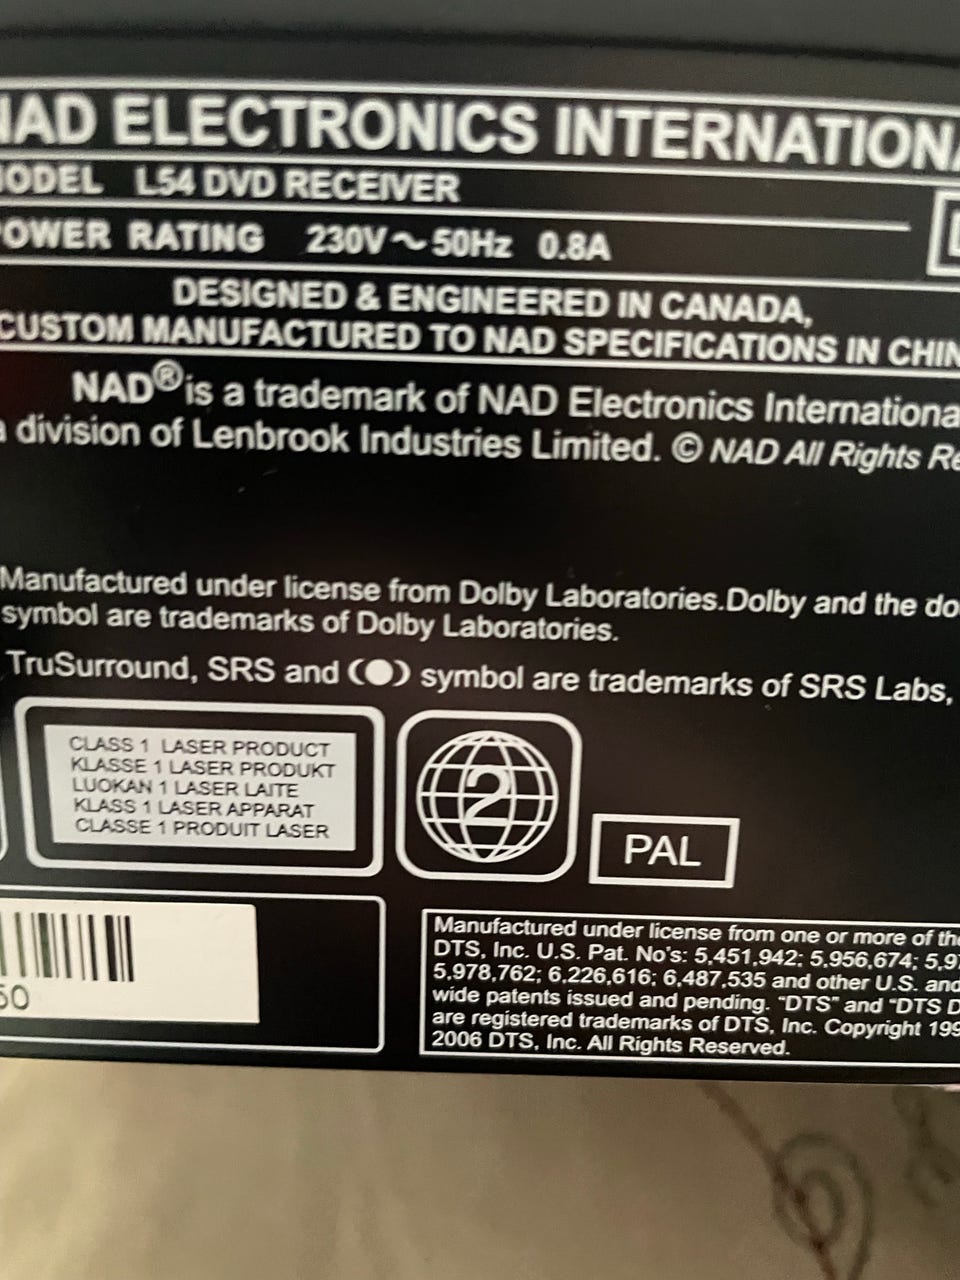 NAD ELECTRONICS INTERNATIONA
MODEL L54 DVD RECEIVER
POWER RATING 230V~50Hz 0.8A
DESIGNED & ENGINEERED IN CANADA,
CUSTOM MANUFACTURED TO NAD SPECIFICATIONS IN CHIN
NAD® is a trademark of NAD Electronics Internationa
a division of Lenbrook Industries Limited. © NAD All Rights Re
Manufactured under license from Dolby Laboratories.Dolby and the do
symbol are trademarks of Dolby Laboratories.
TruSurround, SRS and (●) symbol are trademarks of SRS Labs,
CLASS 1 LASER PRODUCT
KLASSE 1 LASER PRODUKT
LUOKAN 1 LASER LAITE
KLASS 1 LASER APPARAT
CLASSE 1 PRODUIT LASER
2
PAL
50
Manufactured under license from one or more of the
DTS, Inc. U.S. Pat. No's: 5,451,942; 5,956,674; 5,97
5,978,762; 6,226,616; 6,487,535 and other U.S. and
wide patents issued and pending. "DTS" and "DTS D
are registered trademarks of DTS, Inc. Copyright 199
2006 DTS, Inc. All Rights Reserved.